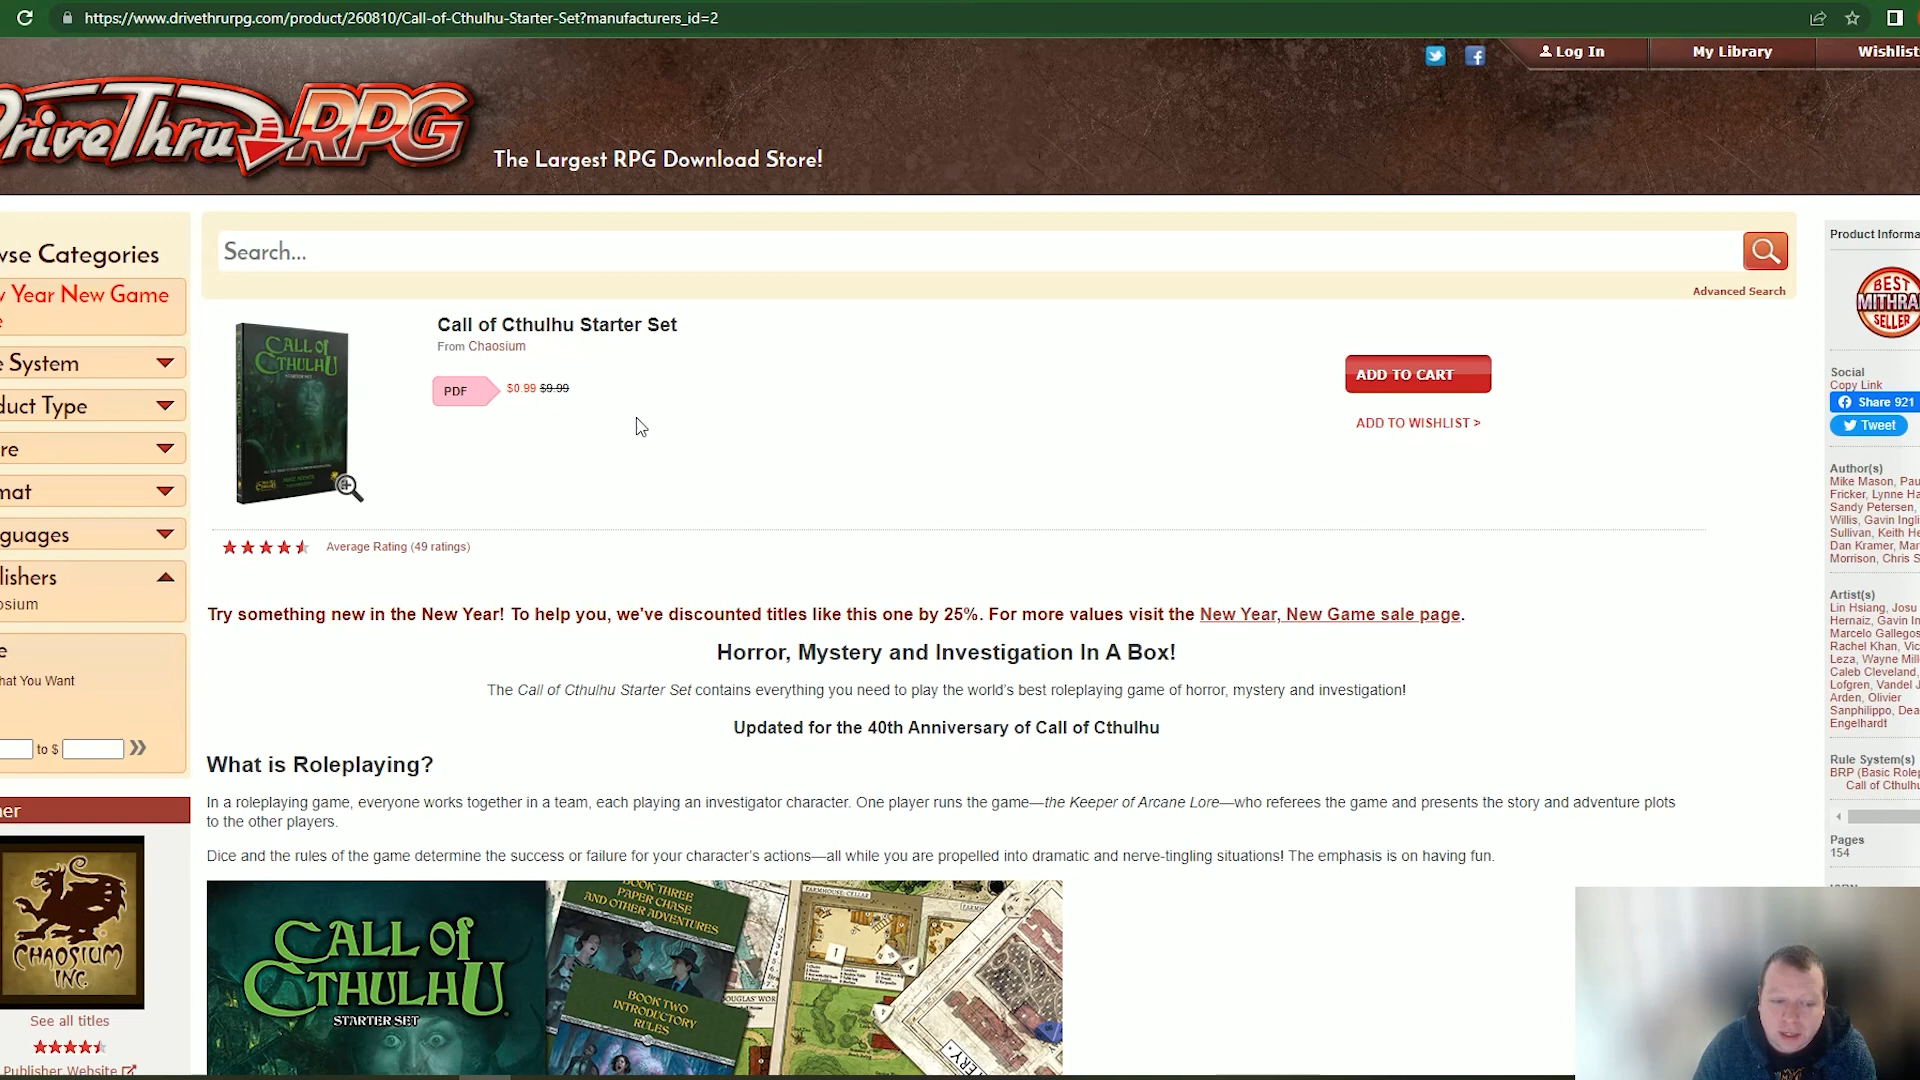 https://www.drivethrurpg.com/product/260810/Call-of-Cthulhu-Starter-Set?manufacturers_id=2
Log In
My Library
Wishlist
DriveThruRPG
The Largest RPG Download Store!
wse Categories
w Year New Game
e
e System
duct Type
re
mat
guages
lishers
osium
e
hat You Want
to $
»
er
CHAOSIUM
INC.
See all titles
Publisher Website
Search...
Advanced Search
CALL OF
CTHULHU
STARTER SET
Call of Cthulhu Starter Set
From Chaosium
PDF
$0.99 $9.99
ADD TO CART
ADD TO WISHLIST >
Average Rating (49 ratings)
Try something new in the New Year! To help you, we've discounted titles like this one by 25%. For more values visit the New Year, New Game sale page.
Horror, Mystery and Investigation In A Box!
The Call of Cthulhu Starter Set contains everything you need to play the world's best roleplaying game of horror, mystery and investigation!
Updated for the 40th Anniversary of Call of Cthulhu
What is Roleplaying?
In a roleplaying game, everyone works together in a team, each playing an investigator character. One player runs the game—the Keeper of Arcane Lore—who referees the game and presents the story and adventure plots
to the other players.
Dice and the rules of the game determine the success or failure for your character's actions—all while you are propelled into dramatic and nerve-tingling situations! The emphasis is on having fun.
CALL OF
CTHULHU
STARTER SET
BOOK THREE
PAPER CHASE
AND OTHER ADVENTURES
BOOK TWO
INTRODUCTORY
RULES
FARMHOUSE: CELLAR
Product Informa
BEST
MITHRA
SELLER
Social
Copy Link
Share 921
Tweet
Author(s)
Mike Mason, Pau
Fricker, Lynne Ha
Sandy Petersen,
Willis, Gavin Ingli
Sullivan, Keith He
Dan Kramer, Mar
Morrison, Chris S
Artist(s)
Lin Hsiang, Josu
Hernaiz, Gavin In
Marcelo Gallegos
Rachel Khan, Vic
Leza, Wayne Mill
Caleb Cleveland,
Lofgren, Vandel J
Arden, Olivier
Sanphilippo, Dea
Engelhardt
Rule System(s)
BRP (Basic Rolep
Call of Cthulhu
Pages
154